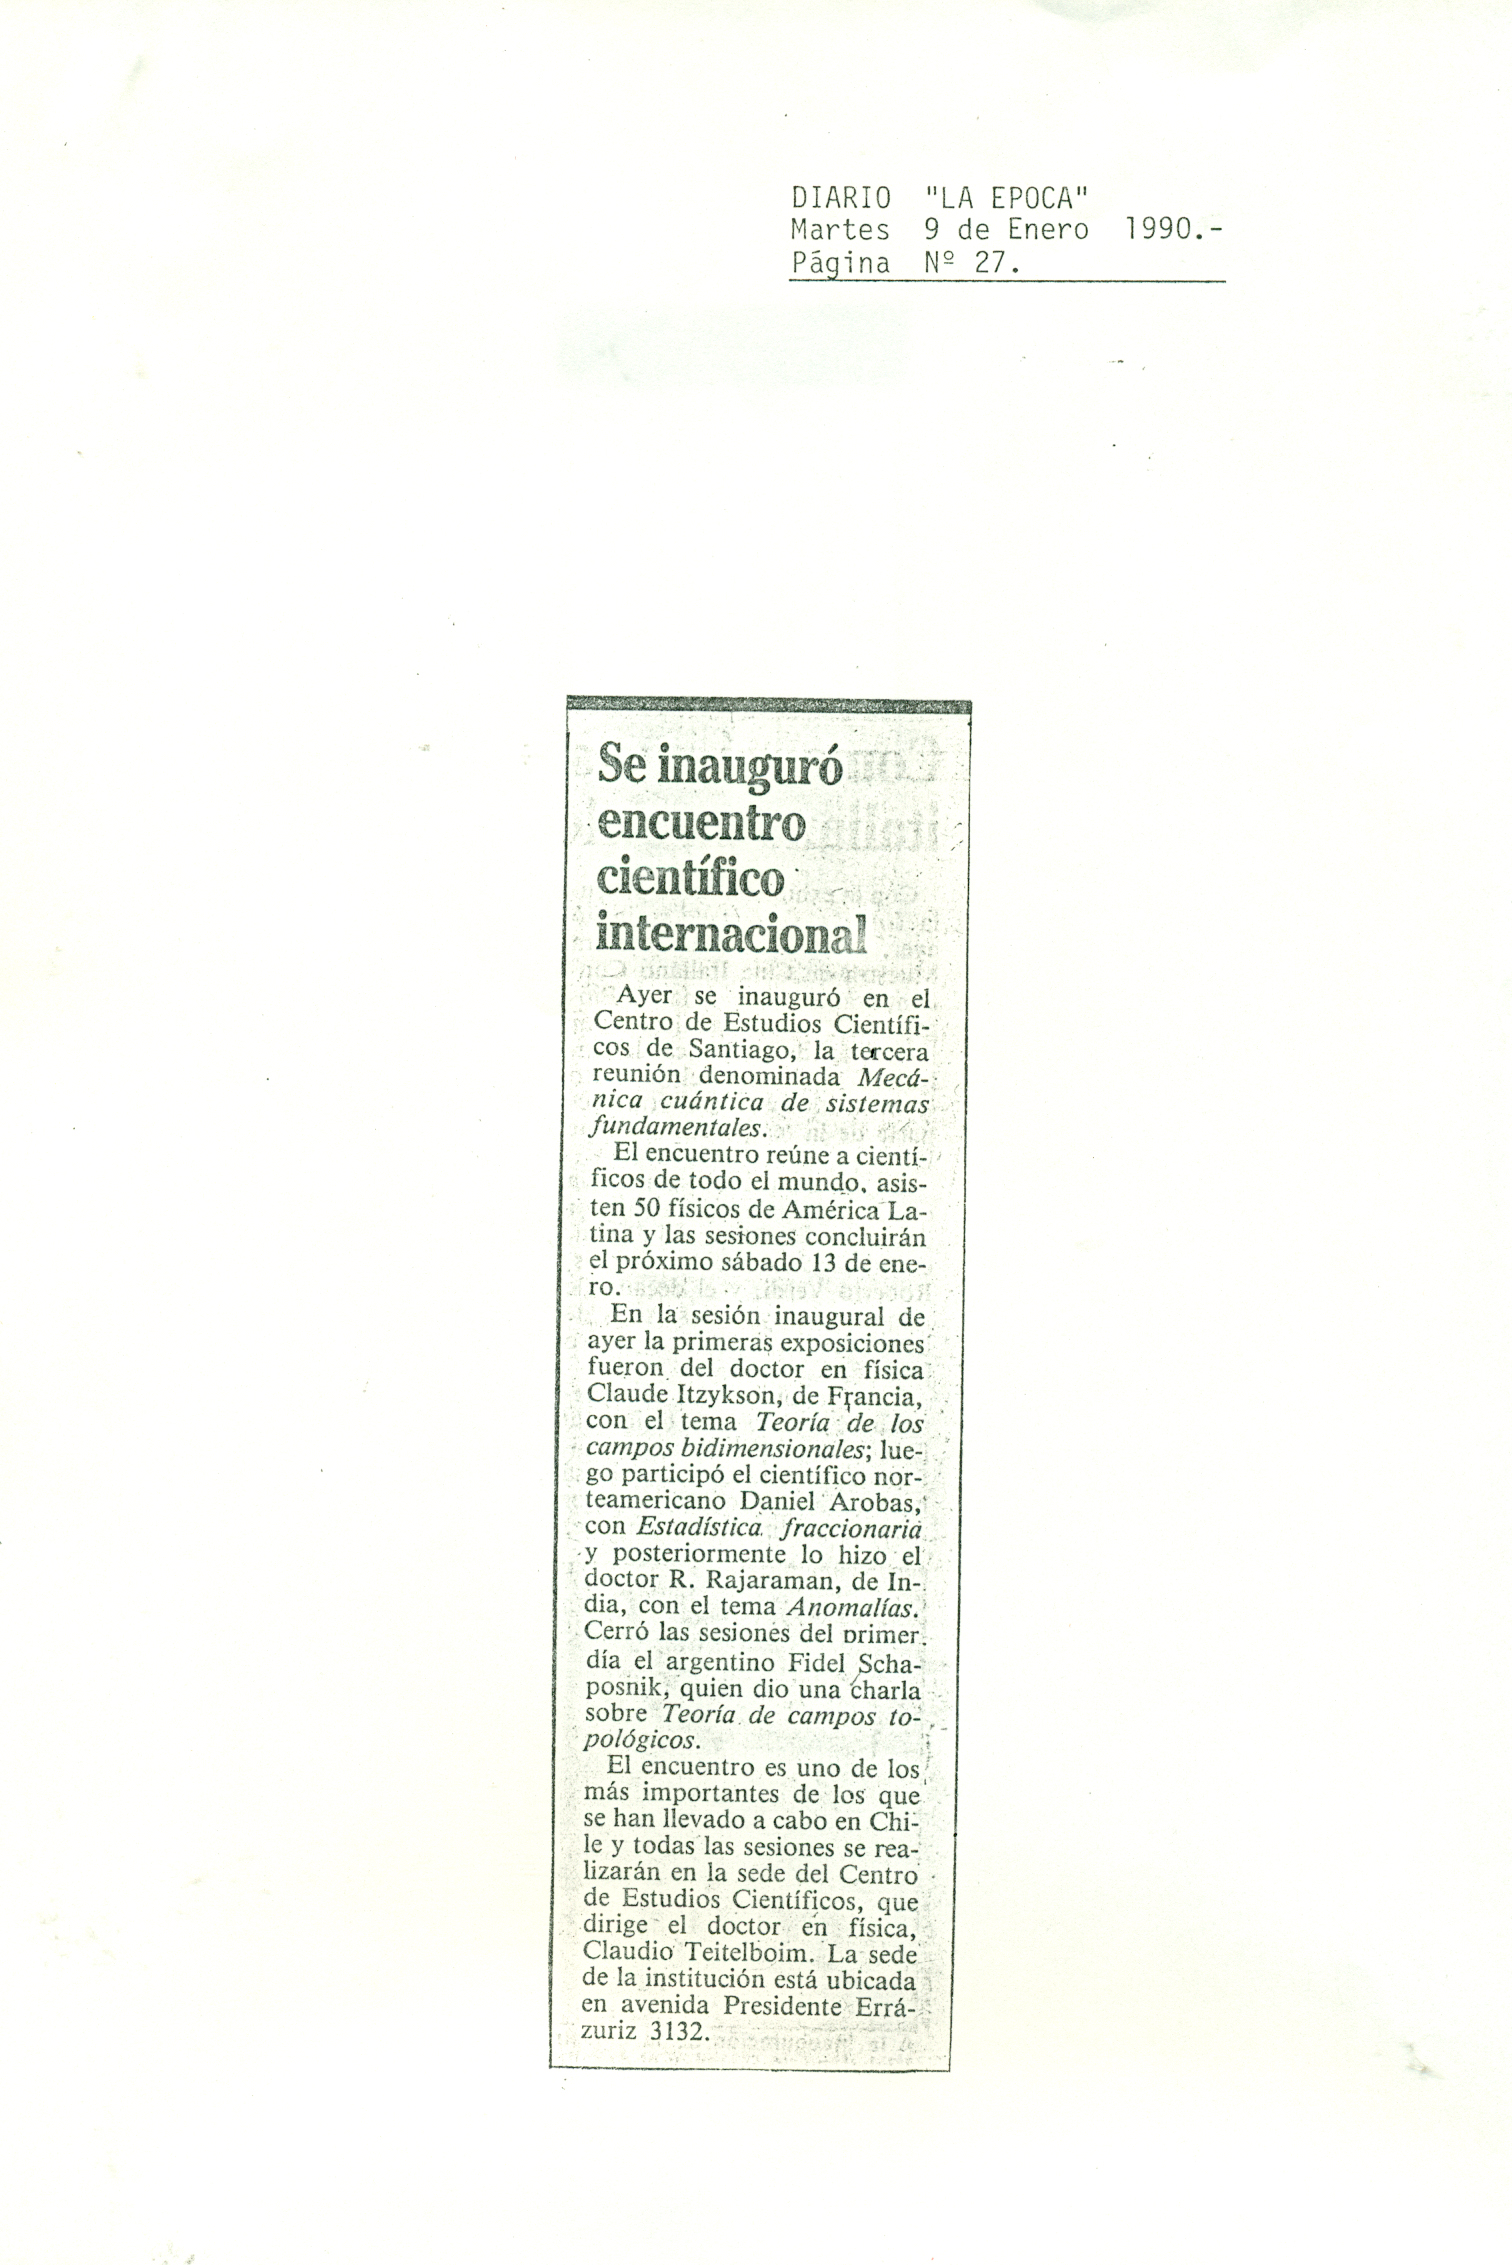 DIARIO "LA EPOCA"
Martes 9 de Enero 1990.-
Página Nº 27.
Se inauguró
encuentro
científico
internacional
Ayer se inauguró en el
Centro de Estudios Científi-
cos de Santiago, la tercera
reunión denominada Mecá-
nica cuántica de sistemas
fundamentales.
El encuentro reúne a cientí-
ficos de todo el mundo, asis-
ten 50 físicos de América La-
tina y las sesiones concluirán
el próximo sábado 13 de ene-
ro.
En la sesión inaugural de
ayer la primeras exposiciones
fueron del doctor en física
Claude Itzykson, de Francia,
con el tema Teoría de los
campos bidimensionales; lue-
go participó el científico nor-
teamericano Daniel Arobas,
con Estadística fraccionaria
y posteriormente lo hizo el
doctor R. Rajaraman, de In-
dia, con el tema Anomalías.
Cerró las sesiones del primer
día el argentino Fidel Scha-
posnik, quien dio una charla
sobre Teoría de campos to-
pológicos.
El encuentro es uno de los
más importantes de los que
se han llevado a cabo en Chi-
le y todas las sesiones se rea-
lizarán en la sede del Centro
de Estudios Científicos, que
dirige el doctor en física,
Claudio Teitelboim. La sede
de la institución está ubicada
en avenida Presidente Errá-
zuriz 3132.